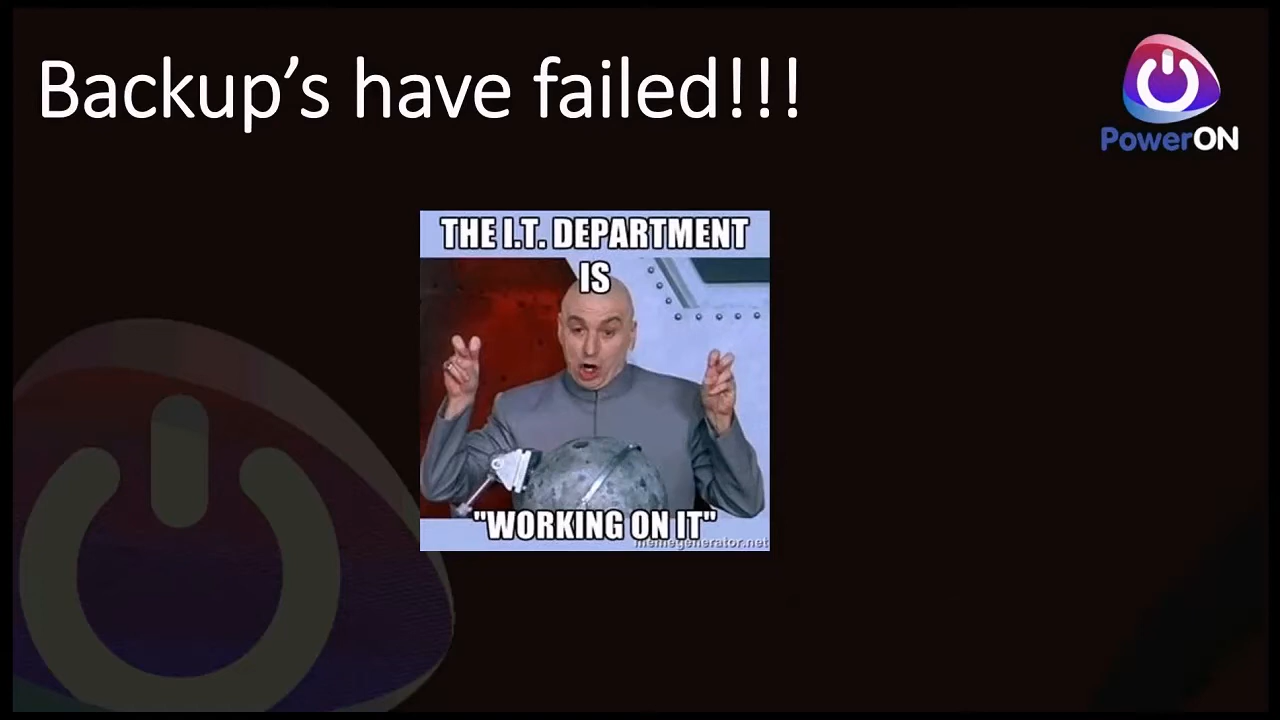 Backup’s have failed!!!
PowerON
THE I.T. DEPARTMENT
IS
"WORKING ON IT"
memegenerator.net